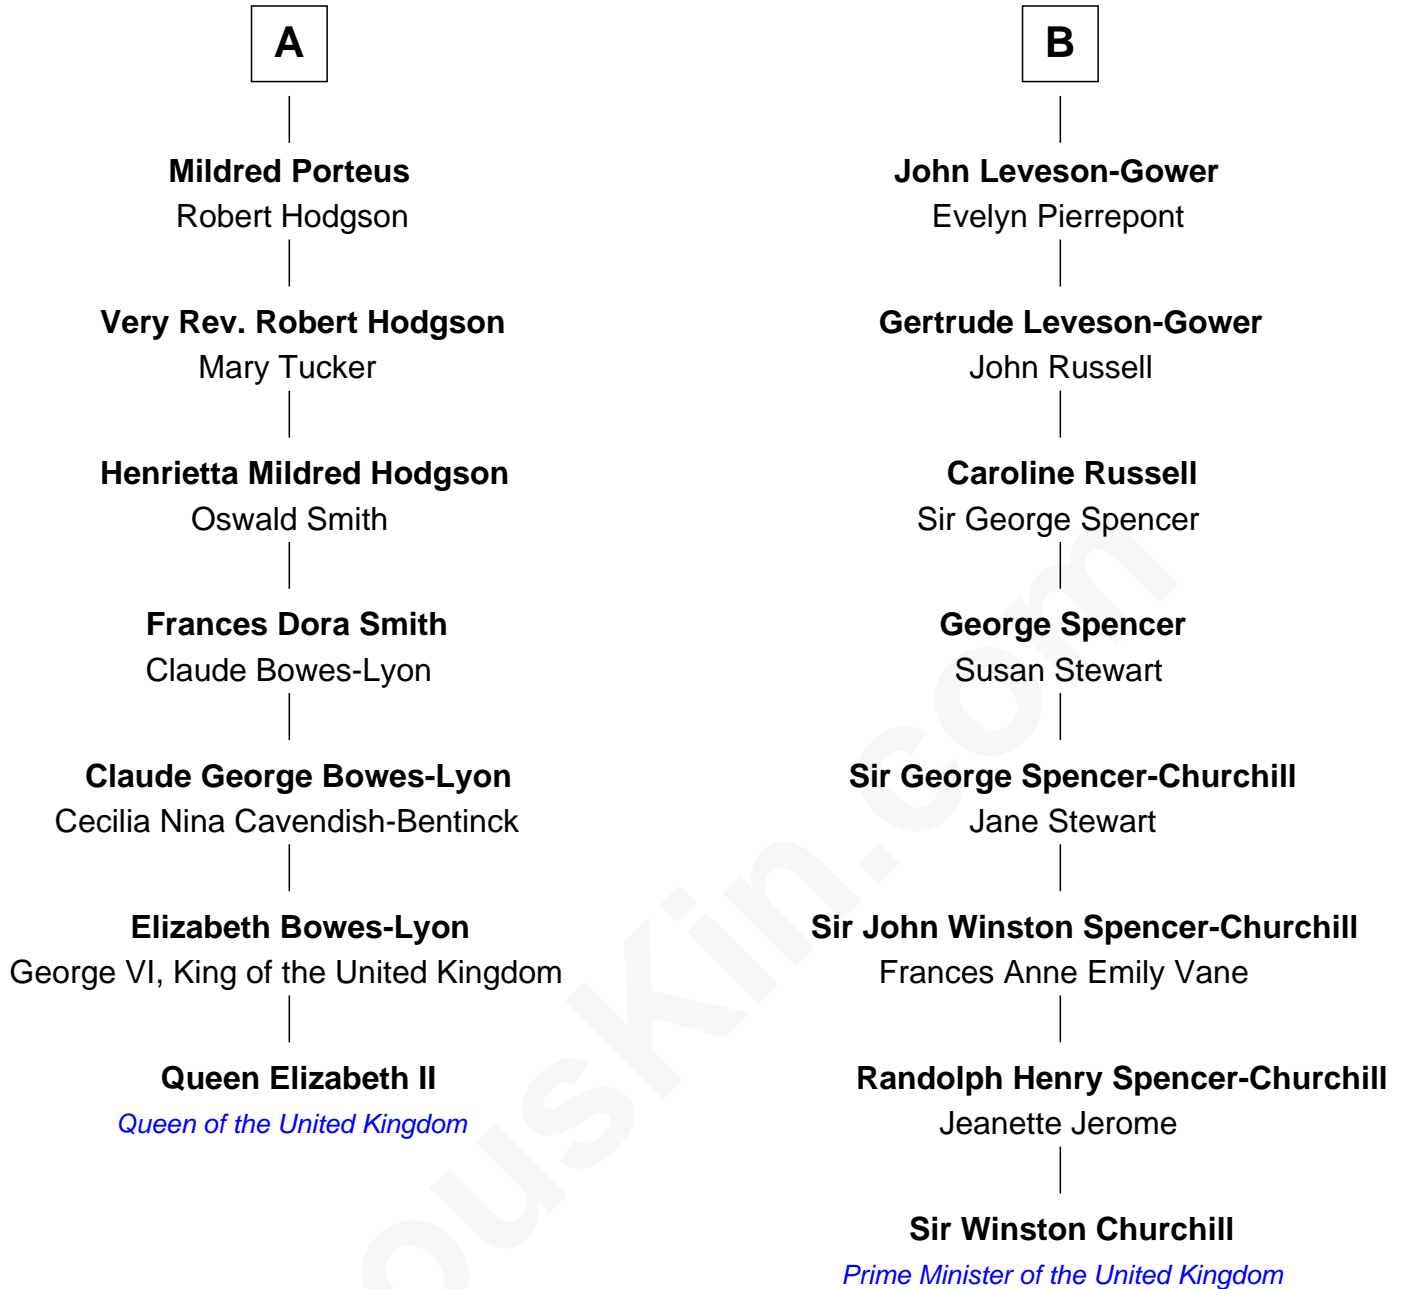 A
Mildred Porteus
Robert Hodgson
Very Rev. Robert Hodgson
Mary Tucker
Henrietta Mildred Hodgson
Oswald Smith
Frances Dora Smith
Claude Bowes-Lyon
Claude George Bowes-Lyon
Cecilia Nina Cavendish-Bentinck
Elizabeth Bowes-Lyon
George VI, King of the United Kingdom
Queen Elizabeth II
Queen of the United Kingdom
B
John Leveson-Gower
Evelyn Pierrepont
Gertrude Leveson-Gower
John Russell
Caroline Russell
Sir George Spencer
George Spencer
Susan Stewart
Sir George Spencer-Churchill
Jane Stewart
Sir John Winston Spencer-Churchill
Frances Anne Emily Vane
Randolph Henry Spencer-Churchill
Jeanette Jerome
Sir Winston Churchill
Prime Minister of the United Kingdom
ousKin.com